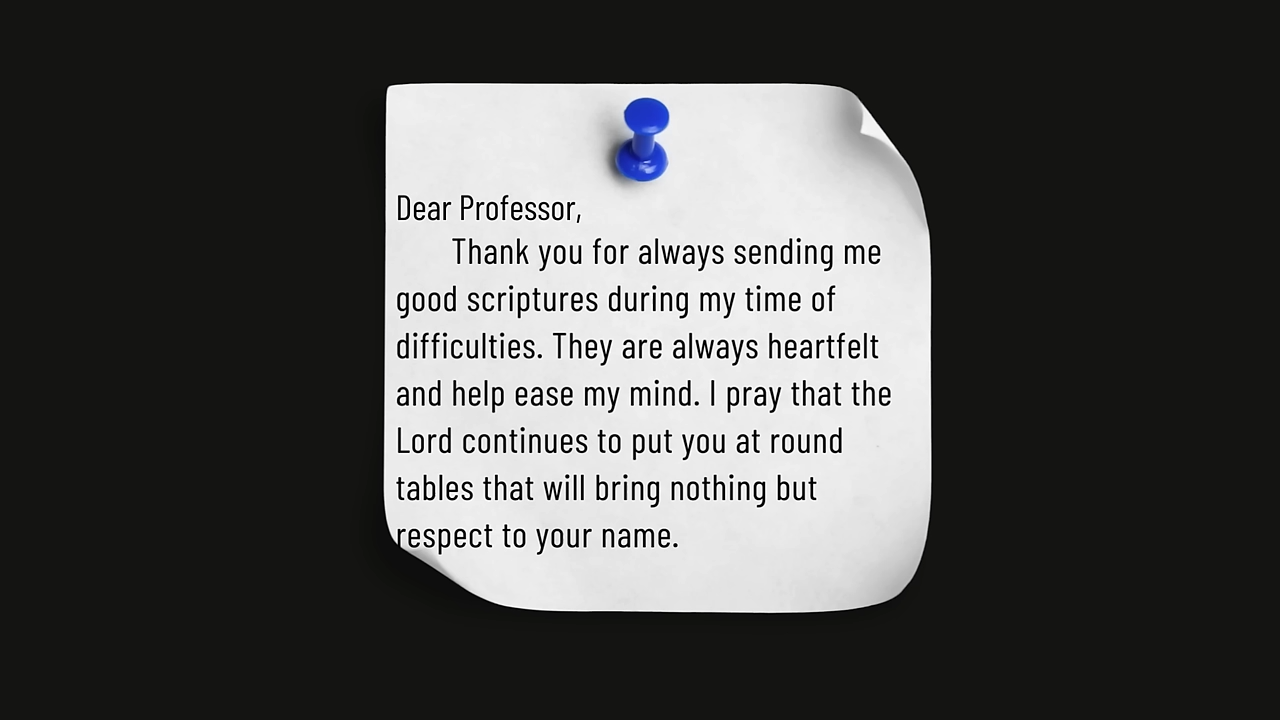 Dear Professor,
Thank you for always sending me
good scriptures during my time of
difficulties. They are always heartfelt
and help ease my mind. I pray that the
Lord continues to put you at round
tables that will bring nothing but
respect to your name.